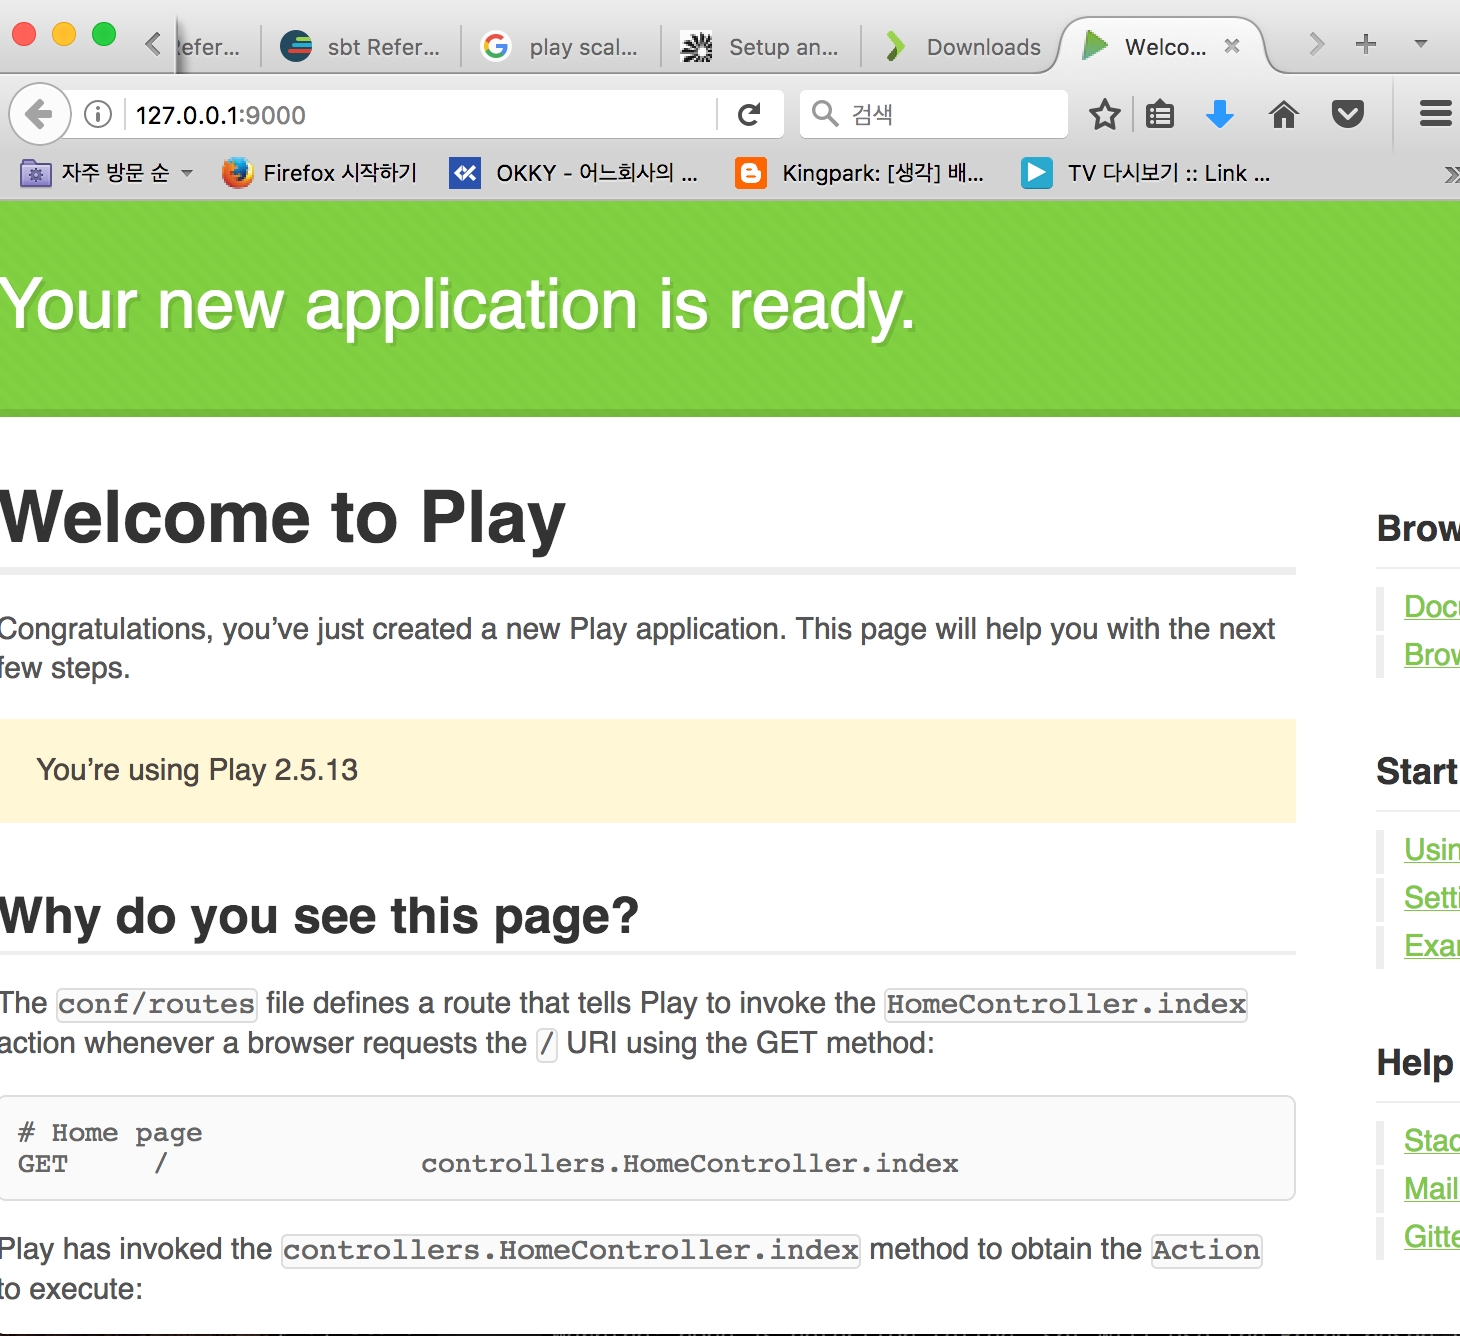 efer...
sbt Refer...
play scal...
Setup an...
Downloads
Welco...
127.0.0.1:9000
검색
자주 방문 순
Firefox 시작하기
OKKY - 어느회사의 ...
Kingpark: [생각] 배...
TV 다시보기 :: Link ...
Your new application is ready.
Welcome to Play
Congratulations, you’ve just created a new Play application. This page will help you with the next
few steps.
You’re using Play 2.5.13
Why do you see this page?
The conf/routes file defines a route that tells Play to invoke the HomeController.index
action whenever a browser requests the / URI using the GET method:
# Home page
GET / controllers.HomeController.index
Play has invoked the controllers.HomeController.index method to obtain the Action
to execute:
Brow
Docu
Brow
Start
Usin
Setti
Exar
Help
Stac
Mail
Gitte